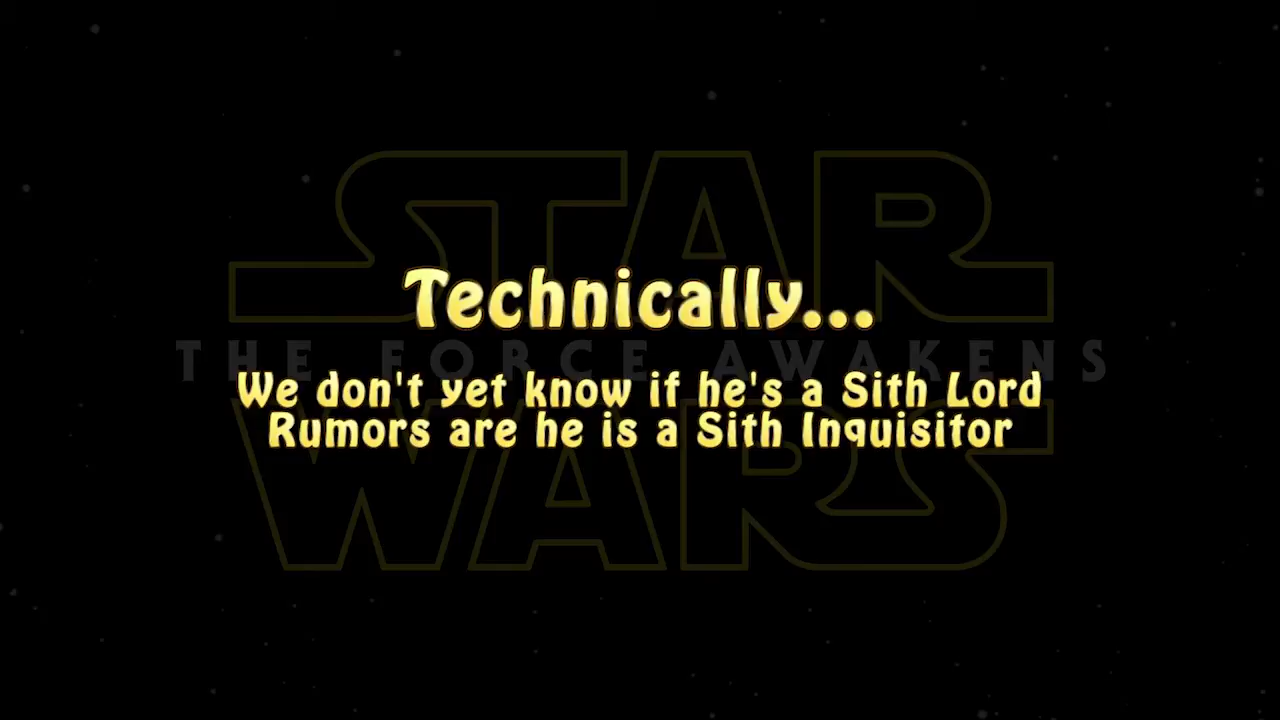 STAR
Technically...
THE FORCE AWAKENS
We don't yet know if he's a Sith Lord
Rumors are he is a Sith Inquisitor
WARS